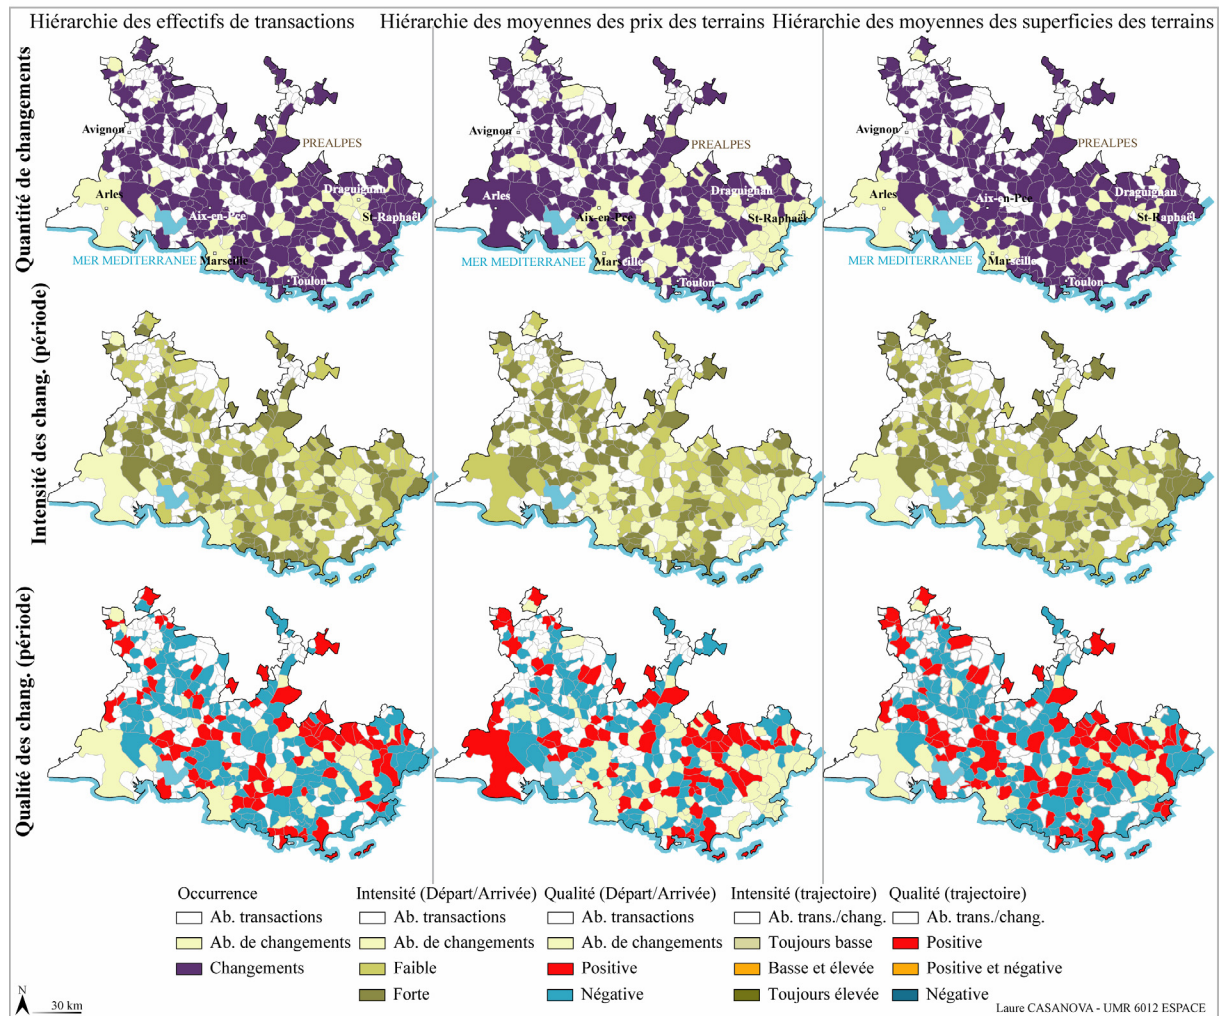 Hiérarchie des effectifs de transactions
Hiérarchie des moyennes des prix des terrains
Hiérarchie des moyennes des superficies des terrains
Quantité de changements
Avignon
PREALPES
Arles
Draguignan
Aix-en-Pce
St-Raphaël
MER MEDITERRANEE
Marseille
Toulon
Avignon
PREALPES
Arles
Draguignan
Aix-en-Pce
St-Raphaël
MER MEDITERRANEE
Marseille
Toulon
Avignon
PREALPES
Arles
Draguignan
Aix-en-Pce
St-Raphaël
MER MEDITERRANEE
Marseille
Toulon
Intensité des chang. (période)
Qualité des chang. (période)
Occurrence
Ab. transactions
Ab. de changements
Changements
Intensité (Départ/Arrivée)
Ab. transactions
Ab. de changements
Faible
Forte
Qualité (Départ/Arrivée)
Ab. transactions
Ab. de changements
Positive
Négative
Intensité (trajectoire)
Ab. trans./chang.
Toujours basse
Basse et élevée
Toujours élevée
Qualité (trajectoire)
Ab. trans./chang.
Positive
Positive et négative
Négative
N
30 km
Laure CASANOVA - UMR 6012 ESPACE